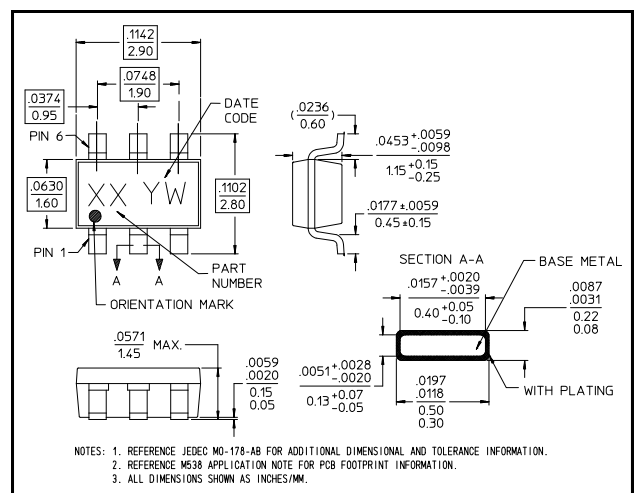 .1142
2.90
.0748
1.90
.0374
0.95
DATE
CODE
PIN 6
XX YW
.0630
1.60
.1102
2.80
PIN 1
A A
PART
NUMBER
ORIENTATION MARK
(.0236
0.60)
.0453 +.0059
-.0098
1.15 +0.15
-0.25
.0177 ±.0059
0.45 ±0.15
SECTION A-A
BASE METAL
.0157 +.0020
-.0039
0.40 +0.05
-0.10
.0087
.0031
0.22
0.08
.0571
1.45 MAX.
.0059
.0020
0.15
0.05
.0051 +.0028
-.0020
0.13 +0.07
-0.05
.0197
.0118
0.50
0.30
WITH PLATING
NOTES: 1. REFERENCE JEDEC MO-178-AB FOR ADDITIONAL DIMENSIONAL AND TOLERANCE INFORMATION.
2. REFERENCE M538 APPLICATION NOTE FOR PCB FOOTPRINT INFORMATION.
3. ALL DIMENSIONS SHOWN AS INCHES/MM.